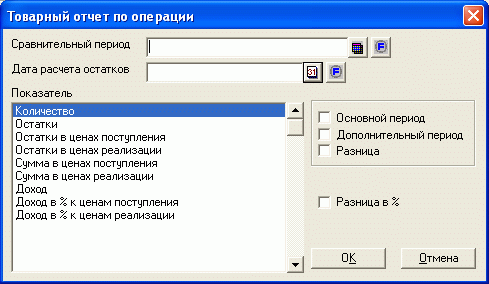 Товарный отчет по операции
Сравнительный период
F
Дата расчета остатков
31
F
Показатель
Количество
Остатки
Остатки в ценах поступления
Остатки в ценах реализации
Сумма в ценах поступления
Сумма в ценах реализации
Доход
Доход в % к ценам поступления
Доход в % к ценам реализации
Основной период
Дополнительный период
Разница
Разница в %
OK
Отмена